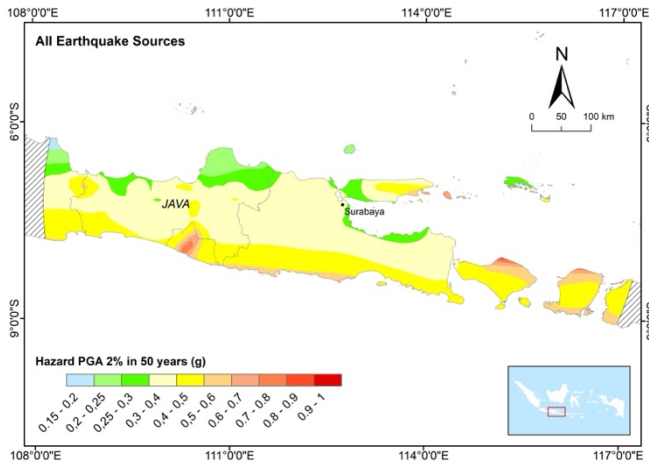 108°0'0"E 111°0'0"E 114°0'0"E 117°0'0"E
All Earthquake Sources
N
0 50 100 km
6°0'0"S
JAVA
Surabaya
9°0'0"S
Hazard PGA 2% in 50 years (g)
0.15 - 0,2
0,2 - 0,25
0,25 - 0,3
0,3 - 0,4
0,4 - 0,5
0,5 - 0,6
0,6 - 0,7
0,7 - 0,8
0,8 - 0,9
0.9 - 1
108°0'0"E 111°0'0"E 114°0'0"E 117°0'0"E